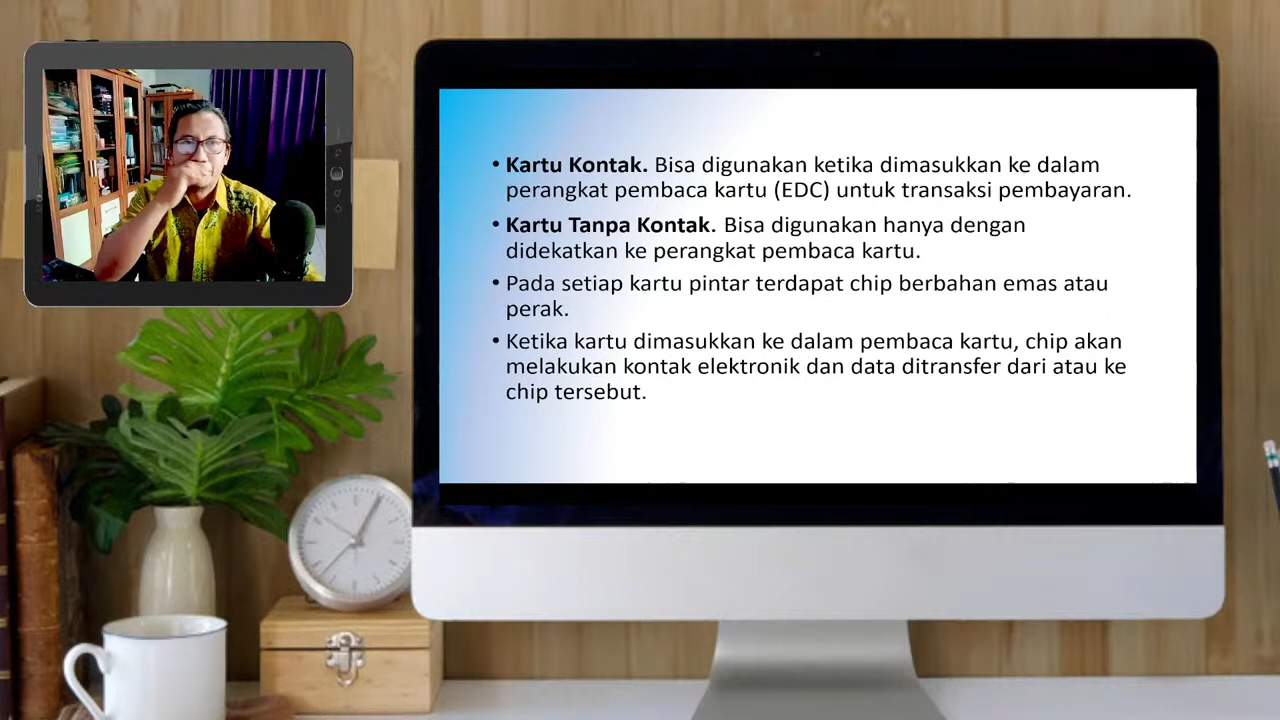 • Kartu Kontak. Bisa digunakan ketika dimasukkan ke dalam
perangkat pembaca kartu (EDC) untuk transaksi pembayaran.
• Kartu Tanpa Kontak. Bisa digunakan hanya dengan
didekatkan ke perangkat pembaca kartu.
• Pada setiap kartu pintar terdapat chip berbahan emas atau
perak.
• Ketika kartu dimasukkan ke dalam pembaca kartu, chip akan
melakukan kontak elektronik dan data ditransfer dari atau ke
chip tersebut.